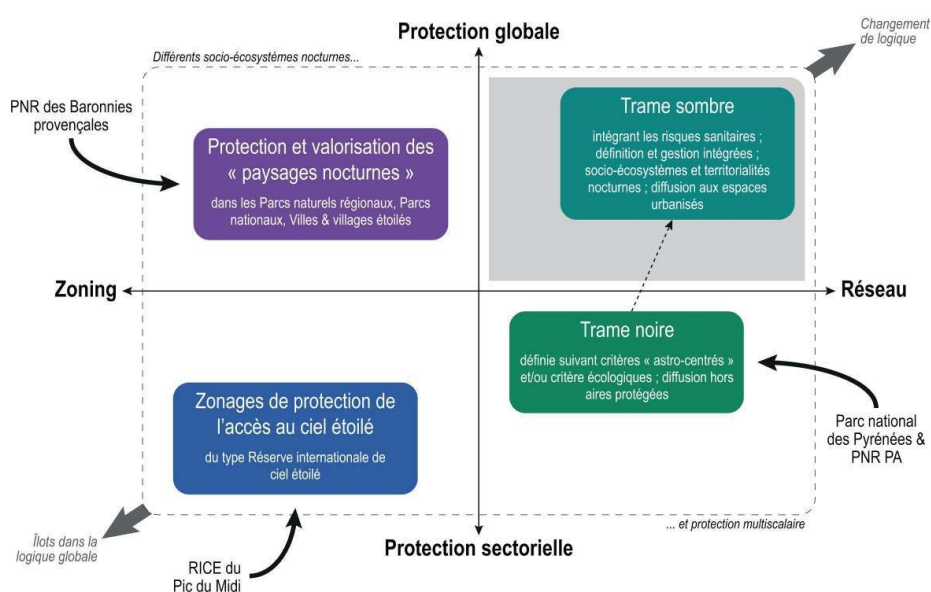 Protection globale
Changement
de logique
Différents socio-écosystèmes nocturnes...
PNR des Baronnies
provençales
Protection et valorisation des
« paysages nocturnes »
dans les Parcs naturels régionaux, Parcs
nationaux, Villes & villages étoilés
Trame sombre
intégrant les risques sanitaires ;
définition et gestion intégrées ;
socio-écosystèmes et territorialités
nocturnes ; diffusion aux espaces
urbanisés
Zoning
Réseau
Trame noire
définie suivant critères « astro-centrés »
et/ou critère écologiques ; diffusion hors
aires protégées
Zonages de protection de
l'accès au ciel étoilé
du type Réserve internationale de
ciel étoilé
Parc national
des Pyrénées &
PNR PA
... et protection multiscalaire
Îlots dans la
logique globale
Protection sectorielle
RICE du
Pic du Midi